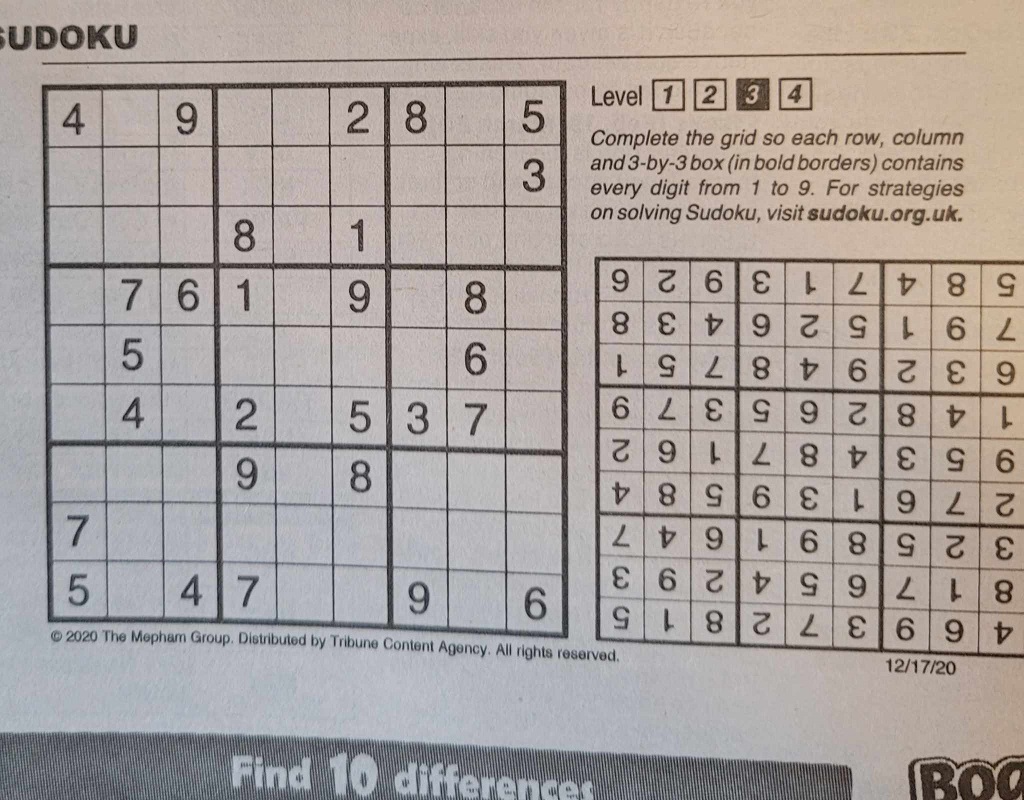 SUDOKU
4 9 2 8 5
3
8 1
7 6 1 9 8
5 6
4 2 5 3 7
9 8
7
5 4 7 9 6
© 2020 The Mepham Group. Distributed by Tribune Content Agency. All rights reserved.
Level 1 2 3 4
Complete the grid so each row, column
and 3-by-3 box (in bold borders) contains
every digit from 1 to 9. For strategies
on solving Sudoku, visit sudoku.org.uk.
4 6 9 3 7 2 8 1 5
8 1 7 6 5 4 2 9 3
3 2 5 8 9 1 6 4 7
2 7 6 1 3 9 5 8 4
9 5 3 4 8 7 1 6 2
1 4 8 2 6 5 3 7 9
6 3 2 9 4 8 7 5 1
7 9 1 5 2 6 4 3 8
5 8 4 7 1 3 9 2 6
12/17/20
Find 10 differences